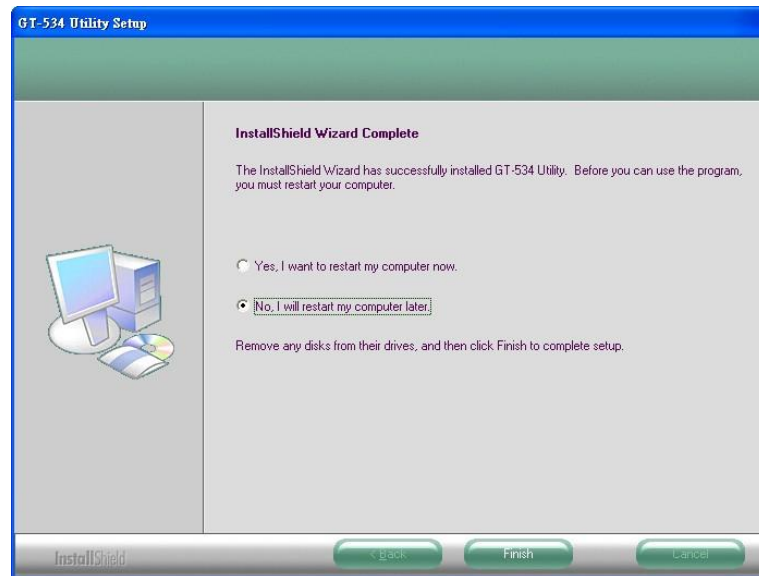 GT-534 Utility Setup
InstallShield Wizard Complete
The InstallShield Wizard has successfully installed GT-534 Utility. Before you can use the program,
you must restart your computer.
Yes, I want to restart my computer now.
No, I will restart my computer later.
Remove any disks from their drives, and then click Finish to complete setup.
InstallShield
< Back
Finish
Cancel